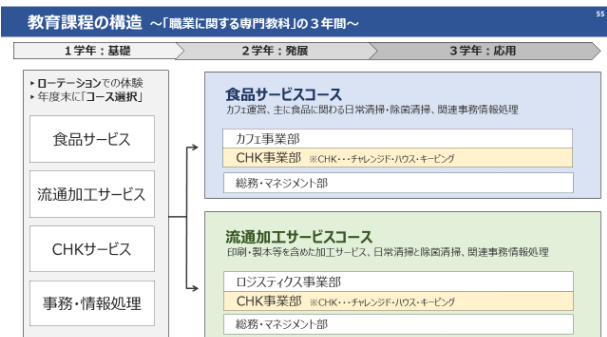 55
教育課程の構造 ～「職業に関する専門教科」の３年間～
１学年：基礎
２学年：発展
３学年：応用
・ローテーションでの体験
・年度末に「コース選択」
食品サービス
流通加工サービス
CHKサービス
事務・情報処理
食品サービスコース
カフェ運営、主に食品に関わる日常清掃・除菌清掃、関連事務情報処理
カフェ事業部
CHK事業部 ※CHK・・・チャレンジド・ハウス・キーピング
総務・マネジメント部
流通加工サービスコース
印刷・製本等を含めた加工サービス、日常清掃と除菌清掃、関連事務情報処理
ロジスティクス事業部
CHK事業部 ※CHK・・・チャレンジド・ハウス・キーピング
総務・マネジメント部